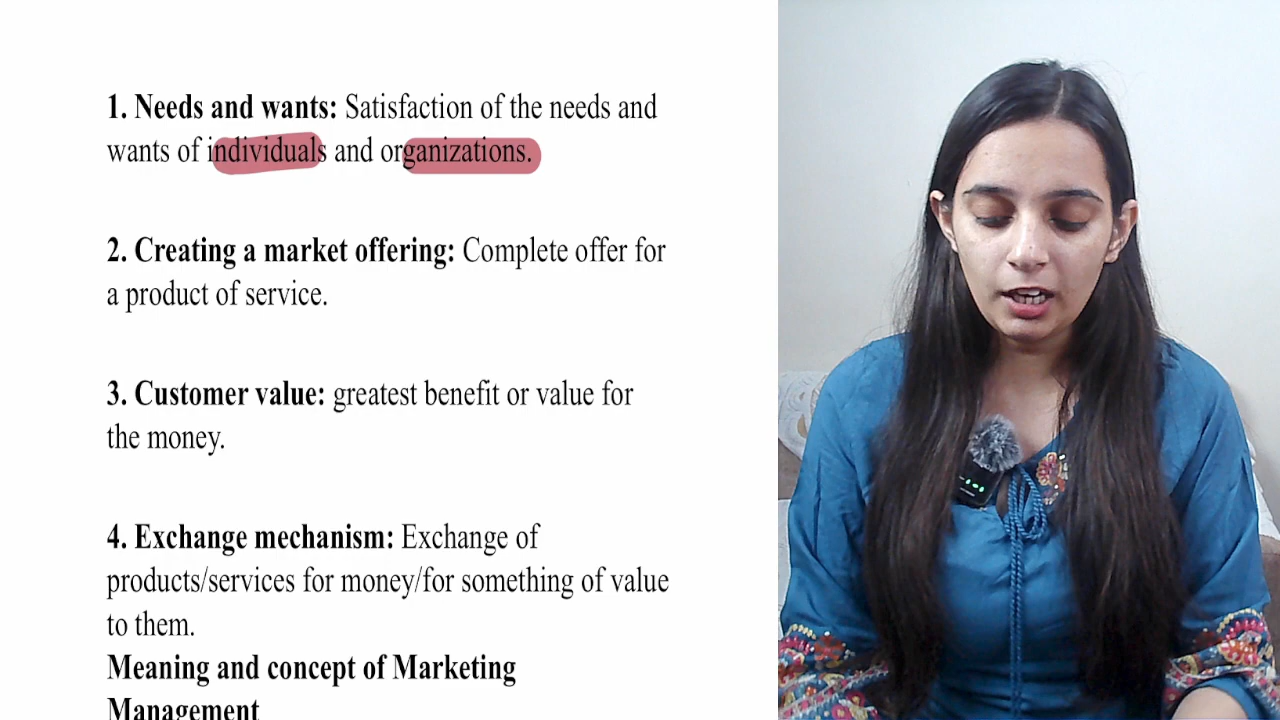 1. Needs and wants: Satisfaction of the needs and
wants of individuals and organizations.
2. Creating a market offering: Complete offer for
a product of service.
3. Customer value: greatest benefit or value for
the money.
4. Exchange mechanism: Exchange of
products/services for money/for something of value
to them.
Meaning and concept of Marketing
Management